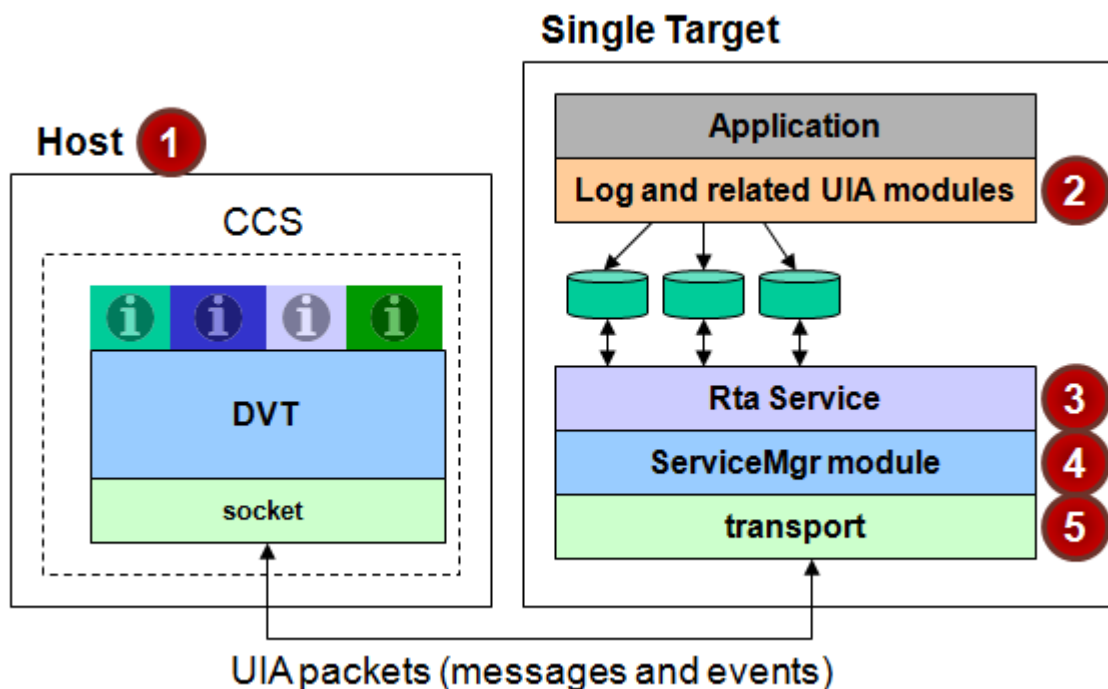 Single Target
Host 1
Application
Log and related UIA modules 2
CCS
i i i i
DVT
socket
Rta Service 3
ServiceMgr module 4
transport 5
UIA packets (messages and events)